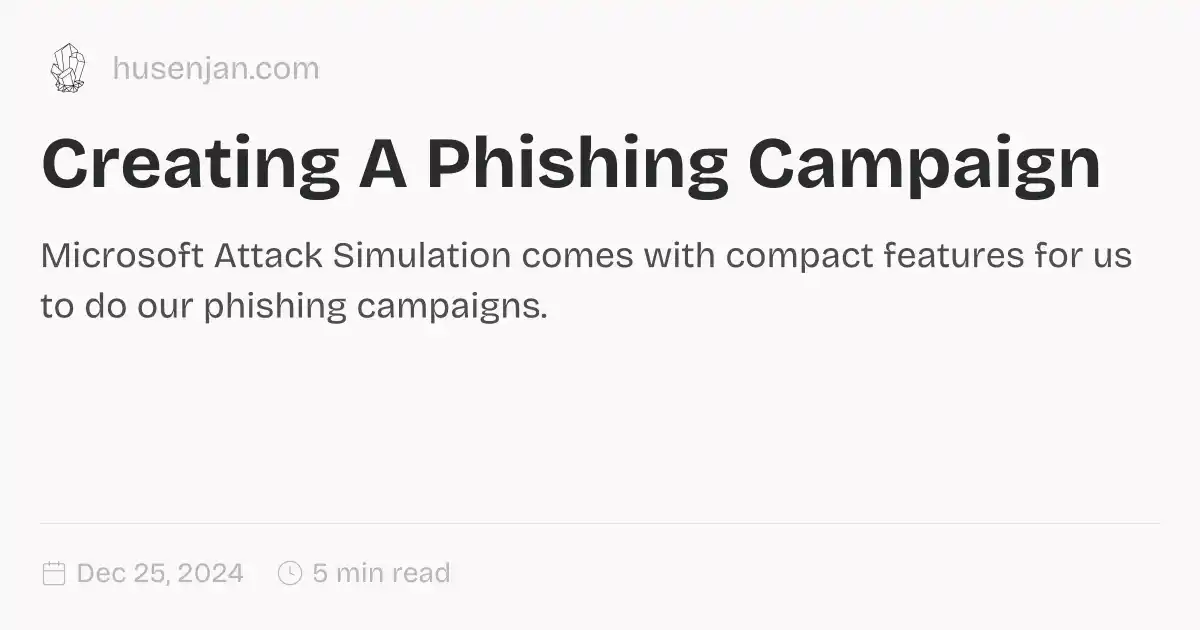 husenjan.com
Creating A Phishing Campaign
Microsoft Attack Simulation comes with compact features for us
to do our phishing campaigns.
Dec 25, 2024 5 min read